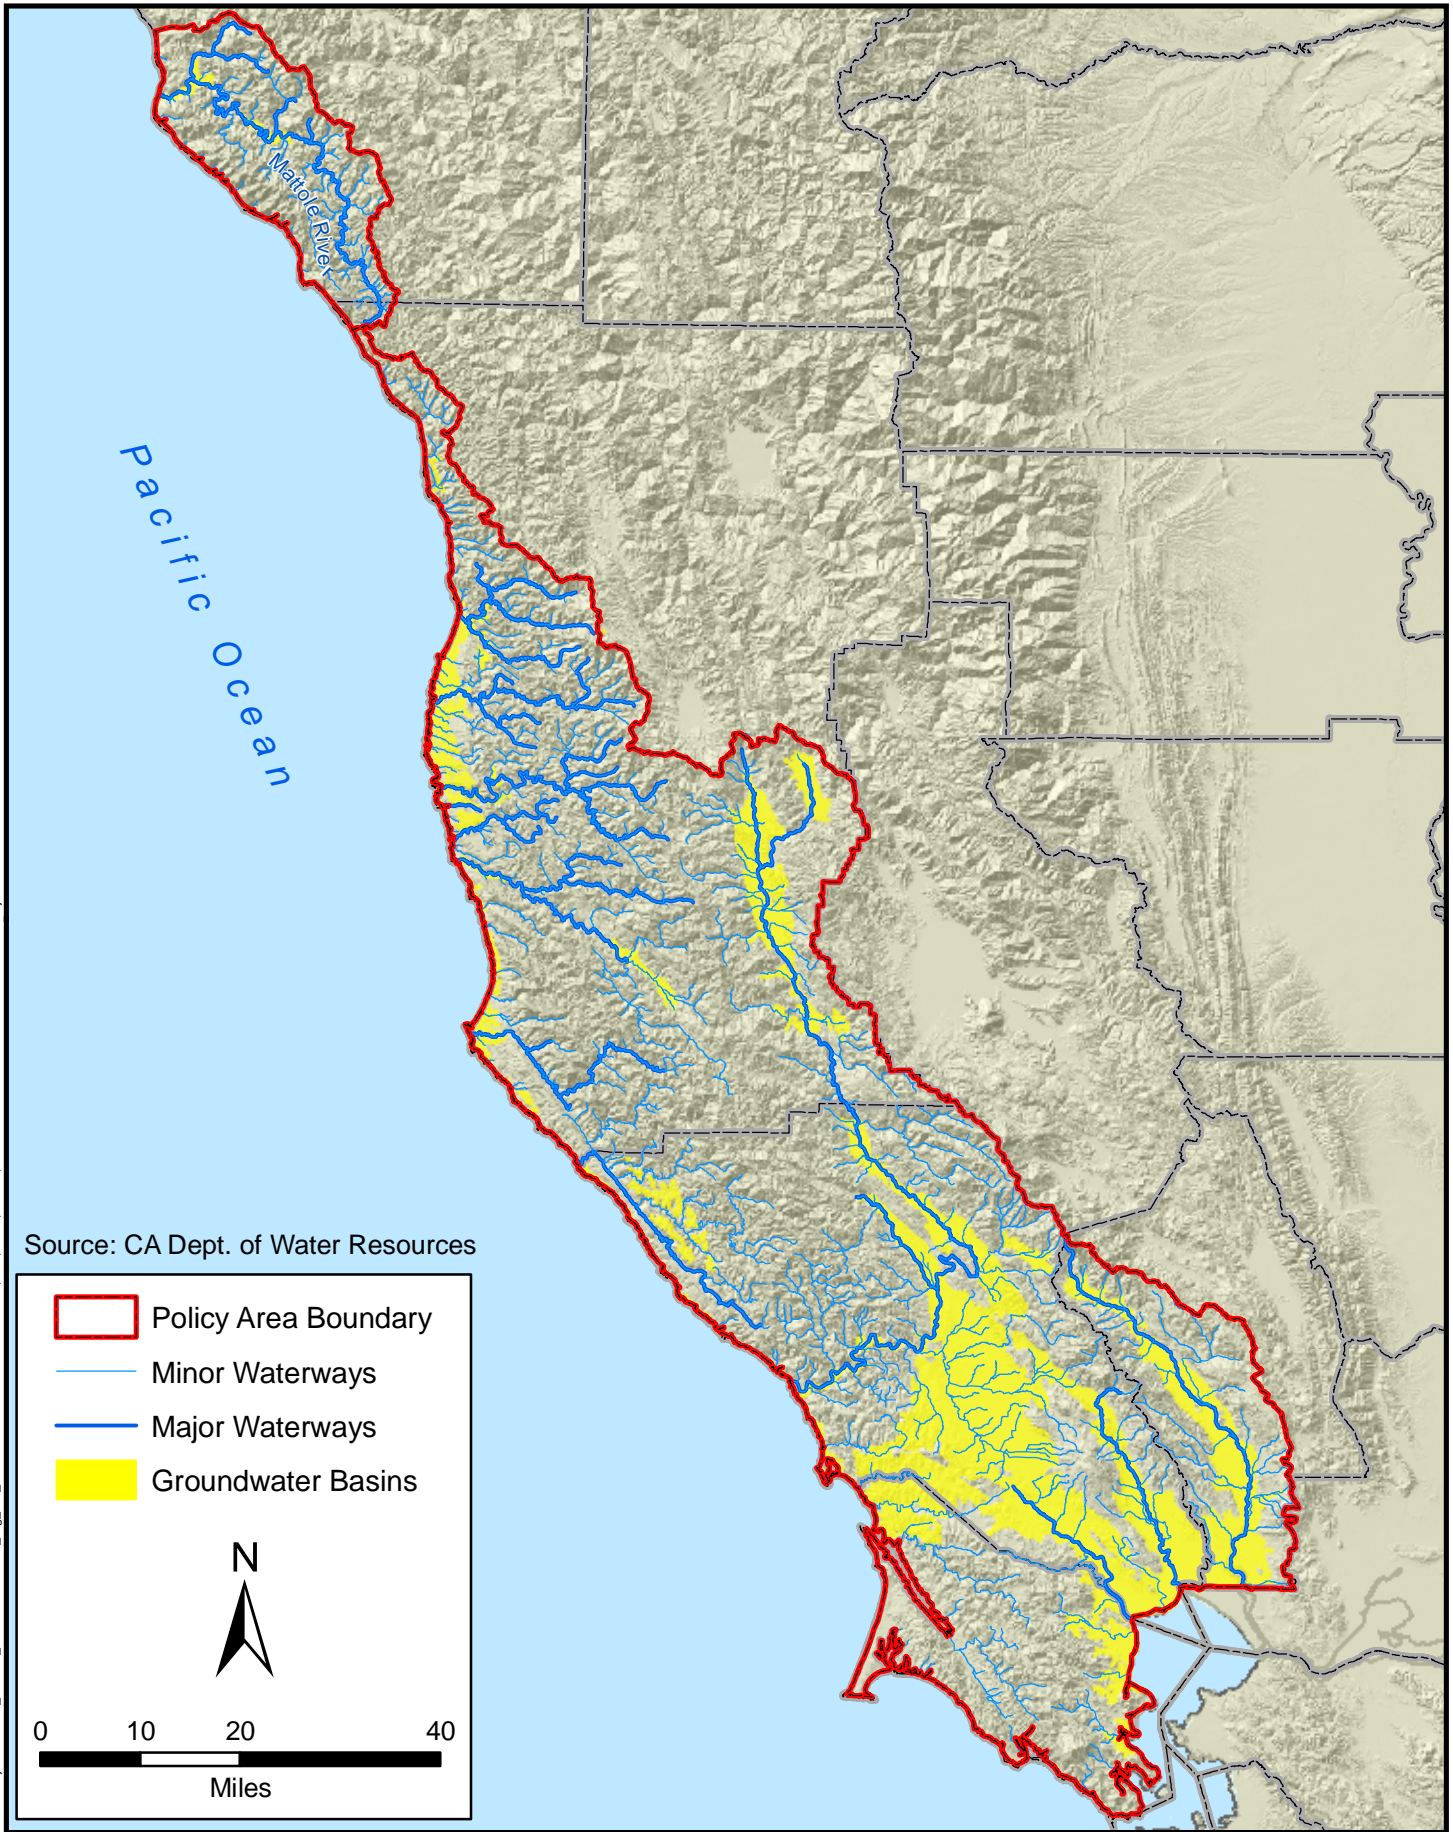 Mattole River
Pacific Ocean
Source: CA Dept. of Water Resources
Policy Area Boundary
Minor Waterways
Major Waterways
Groundwater Basins
N
0 10 20 40
Miles